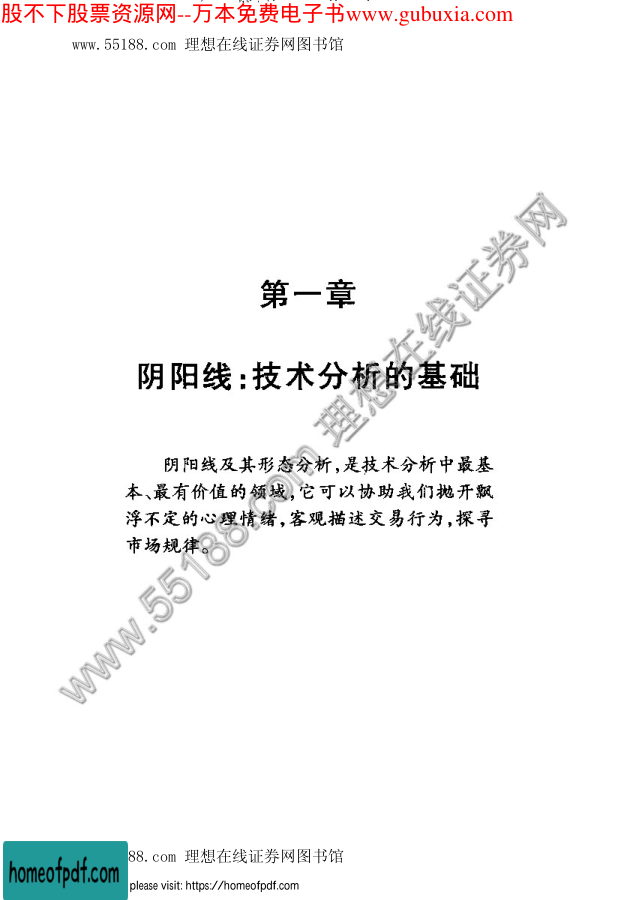 股不下股票资源网--万本免费电子书www.gubuxia.com
www.55188.com 理想在线证券网图书馆
第一章
阴阳线:技术分析的基础
阴阳线及其形态分析,是技术分析中最基
本、最有价值的领域,它可以协助我们抛开飘
浮不定的心理情绪,客观描述交易行为,探寻
市场规律。
www.55188.com 理想在线证券网
88.com 理想在线证券网图书馆
homeofpdf.com
please visit: https://homeofpdf.com